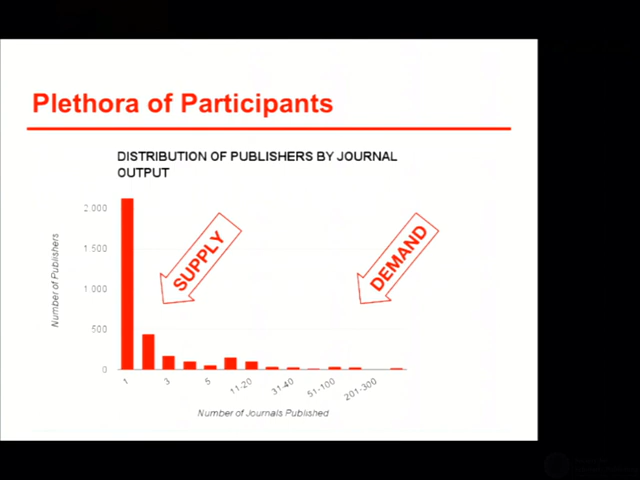 Plethora of Participants
DISTRIBUTION OF PUBLISHERS BY JOURNAL
OUTPUT
2 000
1 500
1 000
500
0
Number of Publishers
SUPPLY
DEMAND
1
3
5
11-20
31-40
51-100
201-300
Number of Journals Published